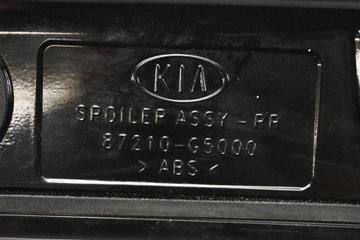 KIA
SPOILER ASSY-RR
87210-G5000
> ABS <